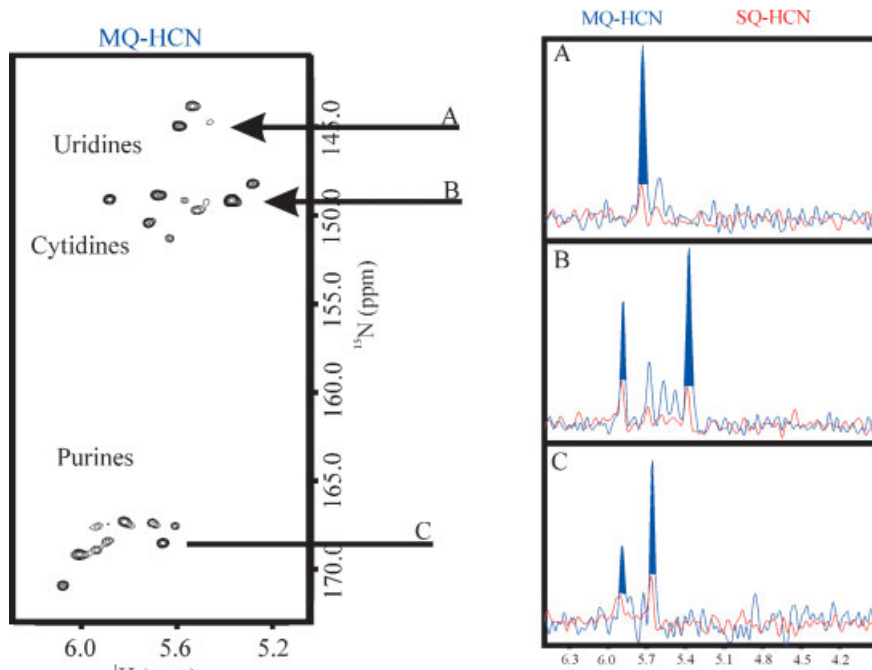 MQ-HCN
Uridines
Cytidines
Purines
A
B
C
145.0
150.0
155.0
160.0
165.0
170.0
¹⁵N (ppm)
6.0 5.6 5.2
MQ-HCN SQ-HCN
A
B
C
6.3 6.0 5.7 5.4 5.1 4.8 4.5 4.2